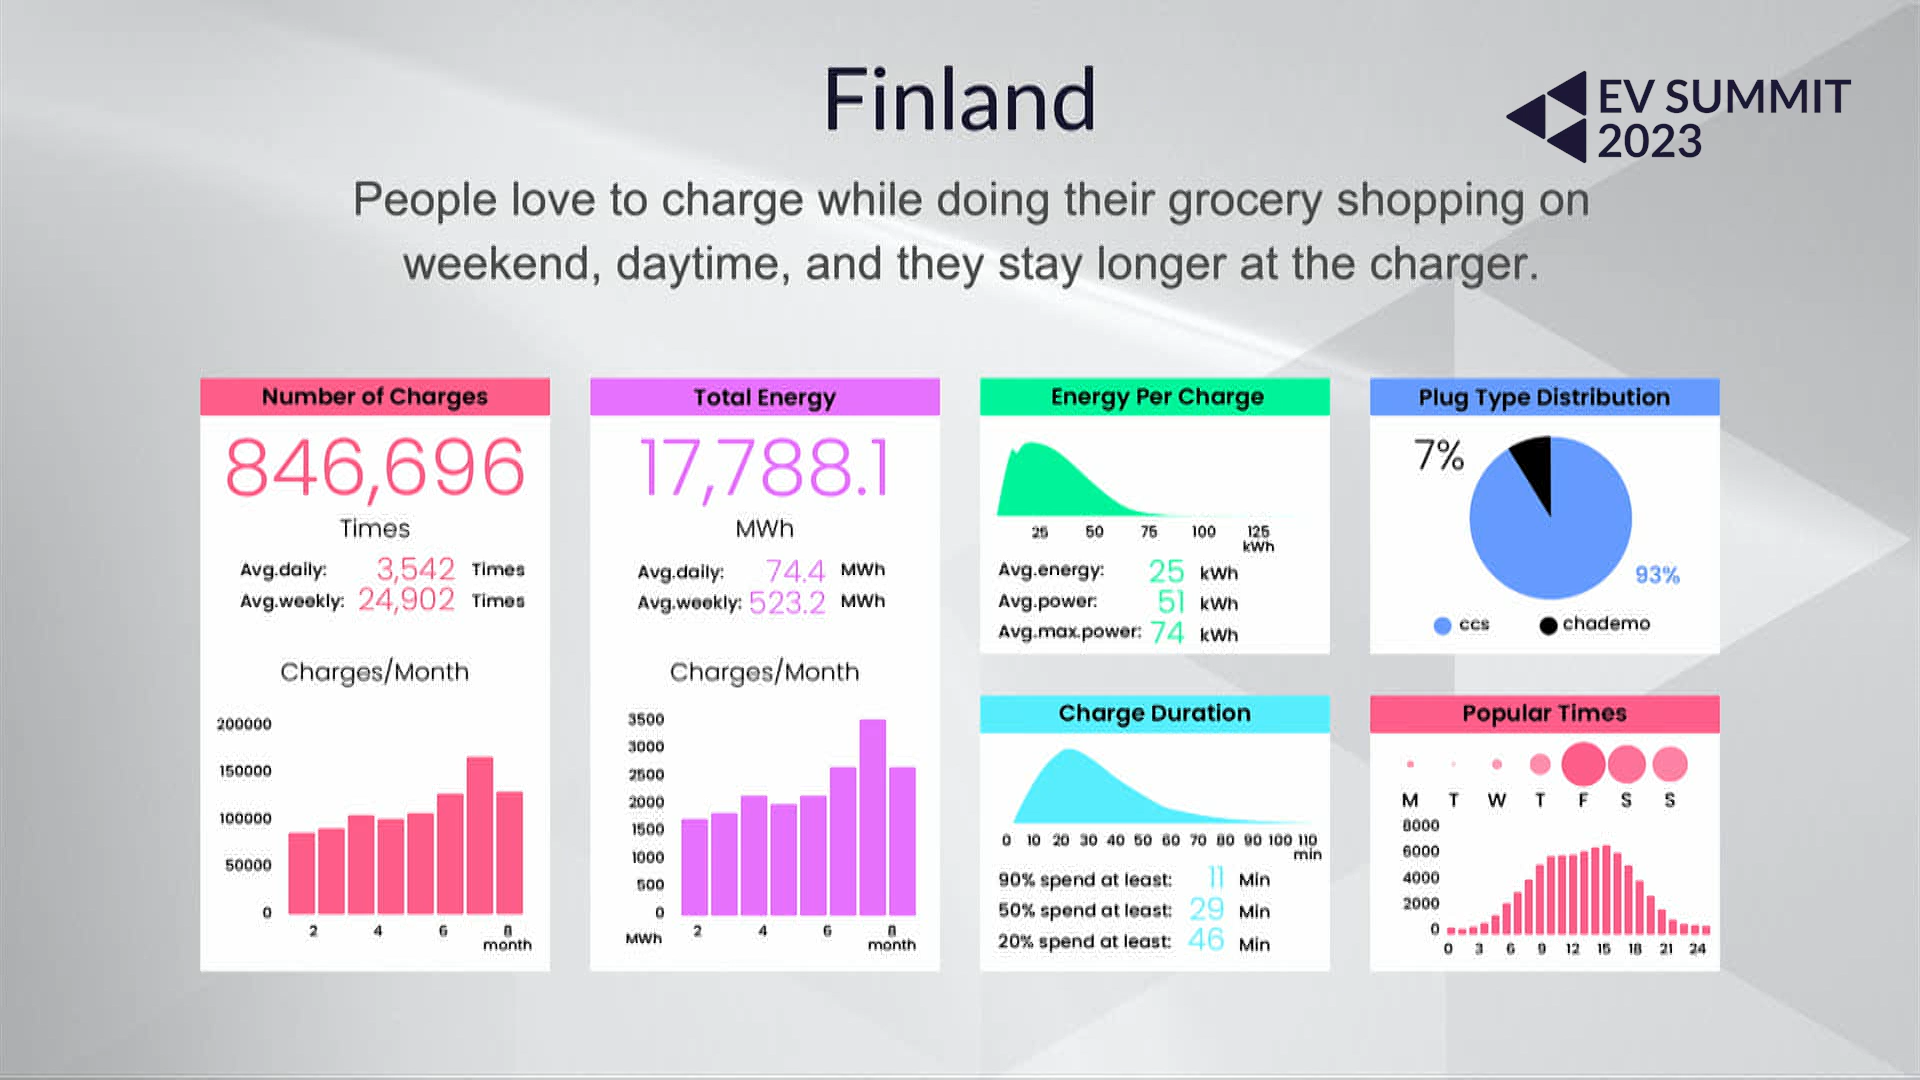 Finland
EV SUMMIT
2023
People love to charge while doing their grocery shopping on
weekend, daytime, and they stay longer at the charger.
Number of Charges
846,696
Times
Avg.daily: 3,542 Times
Avg.weekly: 24,902 Times
Charges/Month
200000
150000
100000
50000
0
2 4 6 8
month
Total Energy
17,788.1
MWh
Avg.daily: 74.4 MWh
Avg.weekly: 523.2 MWh
Charges/Month
3500
3000
2500
2000
1500
1000
500
0
MWh
2 4 6 8
month
Energy Per Charge
25 50 75 100 125
kWh
Avg.energy: 25 kWh
Avg.power: 51 kWh
Avg.max.power: 74 kWh
Charge Duration
0 10 20 30 40 50 60 70 80 90 100 110
min
90% spend at least: 11 Min
50% spend at least: 29 Min
20% spend at least: 46 Min
Plug Type Distribution
7%
93%
ccs chademo
Popular Times
M T W T F S S
8000
6000
4000
2000
0
0 3 6 9 12 15 18 21 24